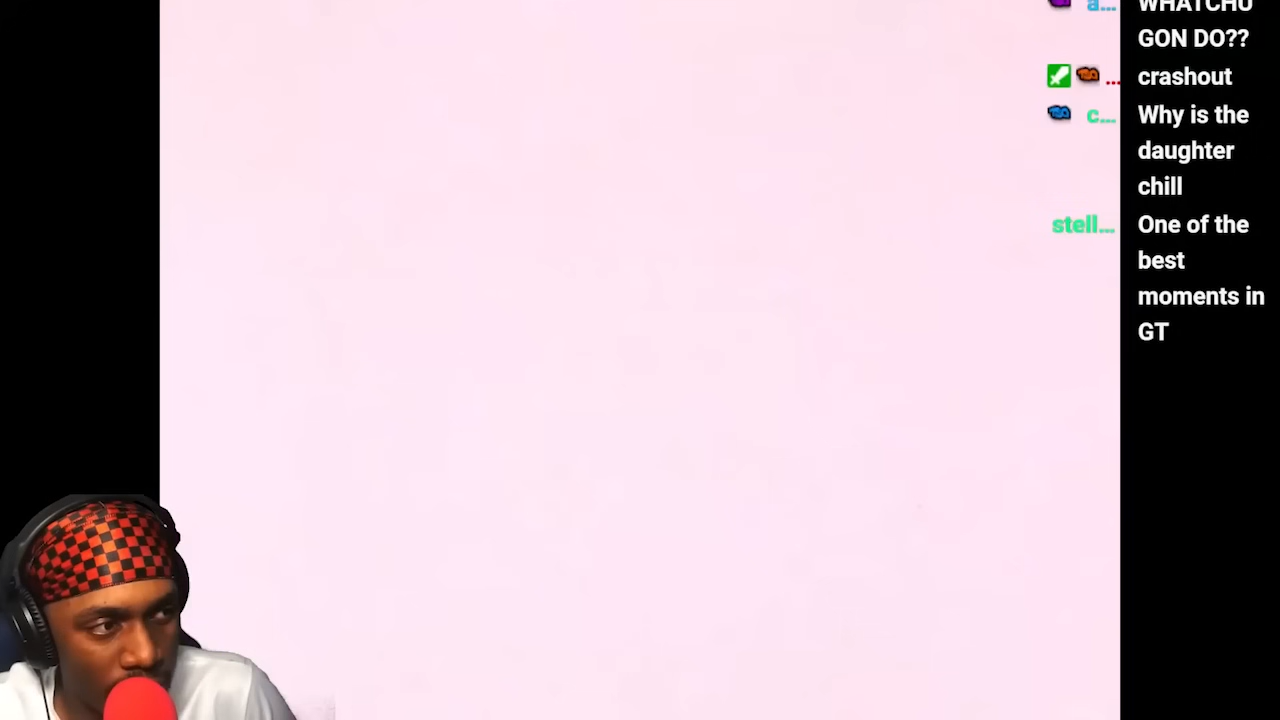 a... WHATCHU
GON DO??
... crashout
c... Why is the
daughter
chill
stell... One of the
best
moments in
GT